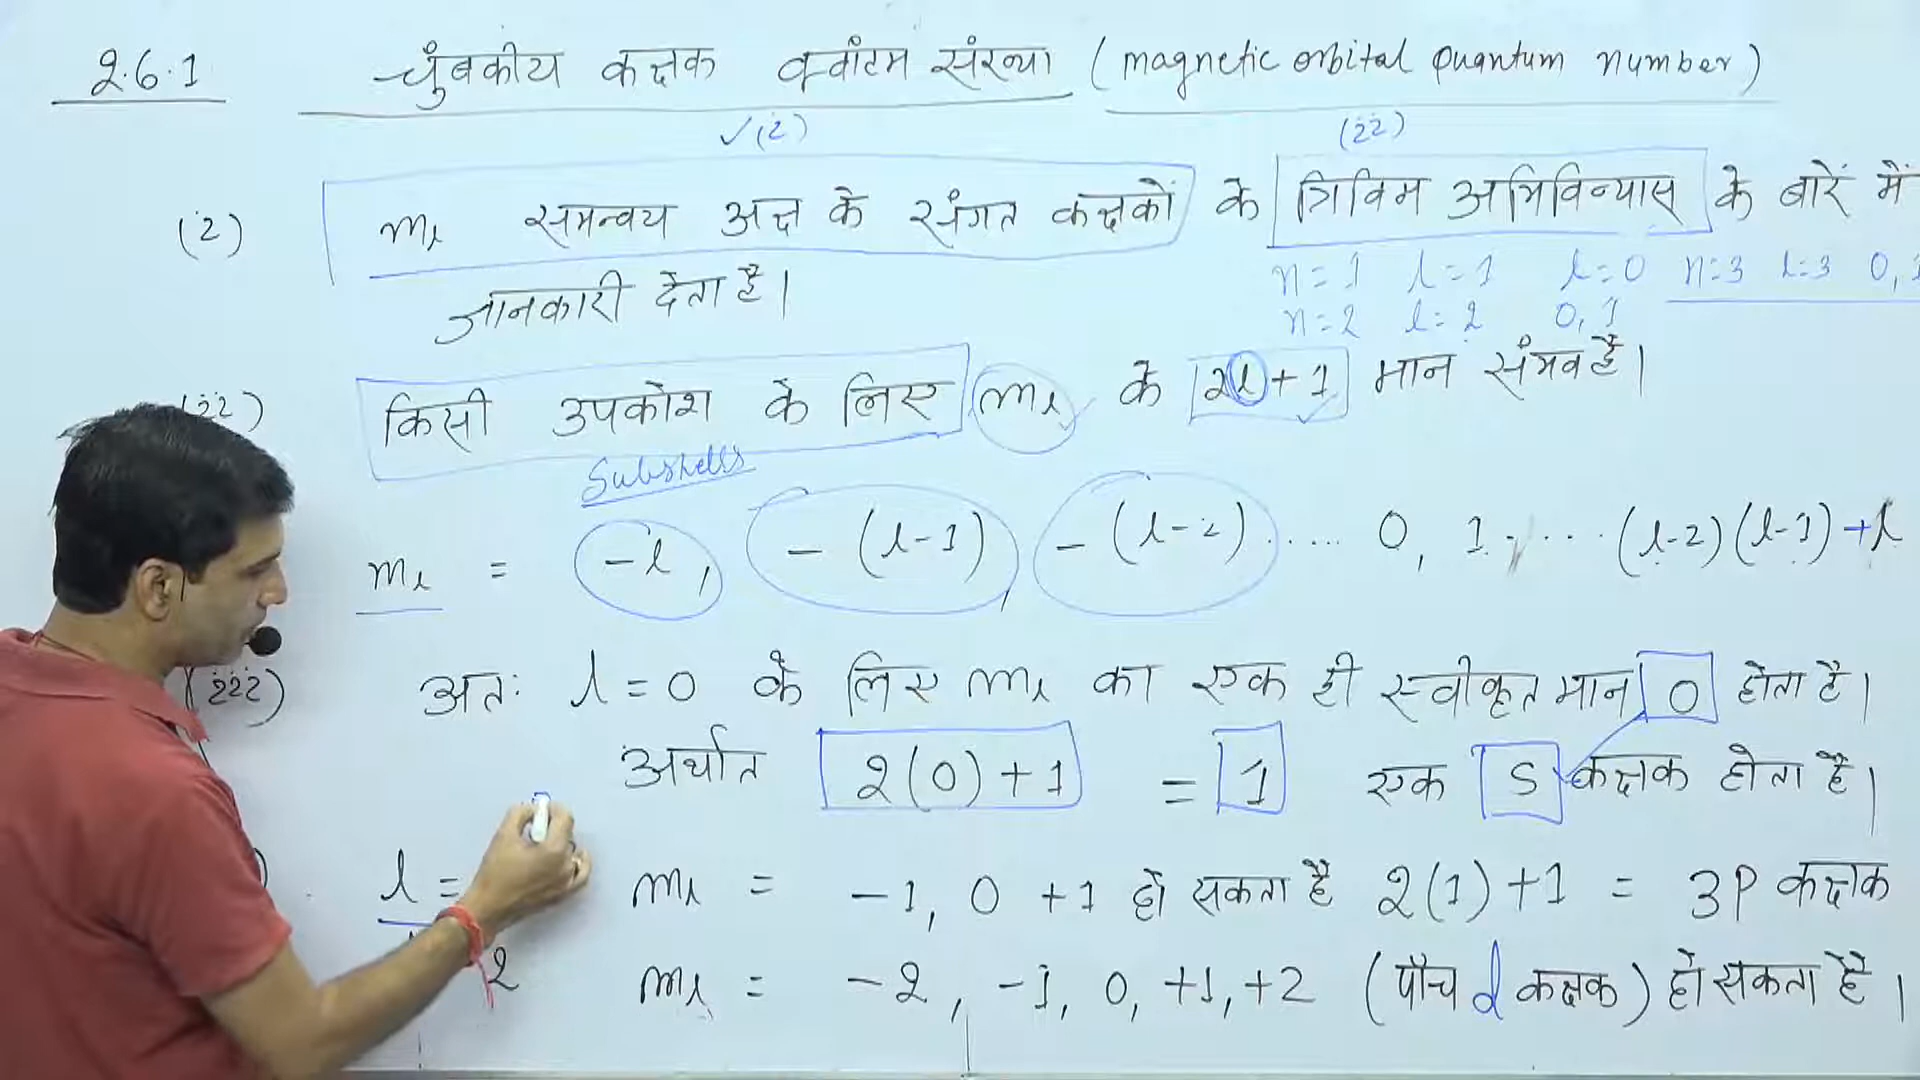 2.6.1 चुंबकीय कक्षक क्वांटम संख्या (magnetic orbital quantum number)
✓(i) (ii)
(i) mₗ समन्वय अक्ष के संगत कक्षकों के त्रिविम अभिविन्यास के बारें में
जानकारी देता है।
n=1 l=1 l=0 n=3 l=3 0,
n=2 l=2 0,1
(ii) किसी उपकोश के लिए mₗ के 2l+1 मान संभव है।
Subshells
mₗ = -l, -(l-1), -(l-2)..... 0, 1,....(l-2)(l-1)+l
(iii) अतः l=0 के लिए mₗ का एक ही स्वीकृत मान 0 होता है।
अर्थात 2(0)+1 = 1 एक S कक्षक होता है।
l= mₗ = -1, 0 +1 हो सकता है 2(1)+1 = 3P कक्षक
2 mₗ = -2, -1, 0, +1, +2 (पाँच d कक्षक) हो सकता है।